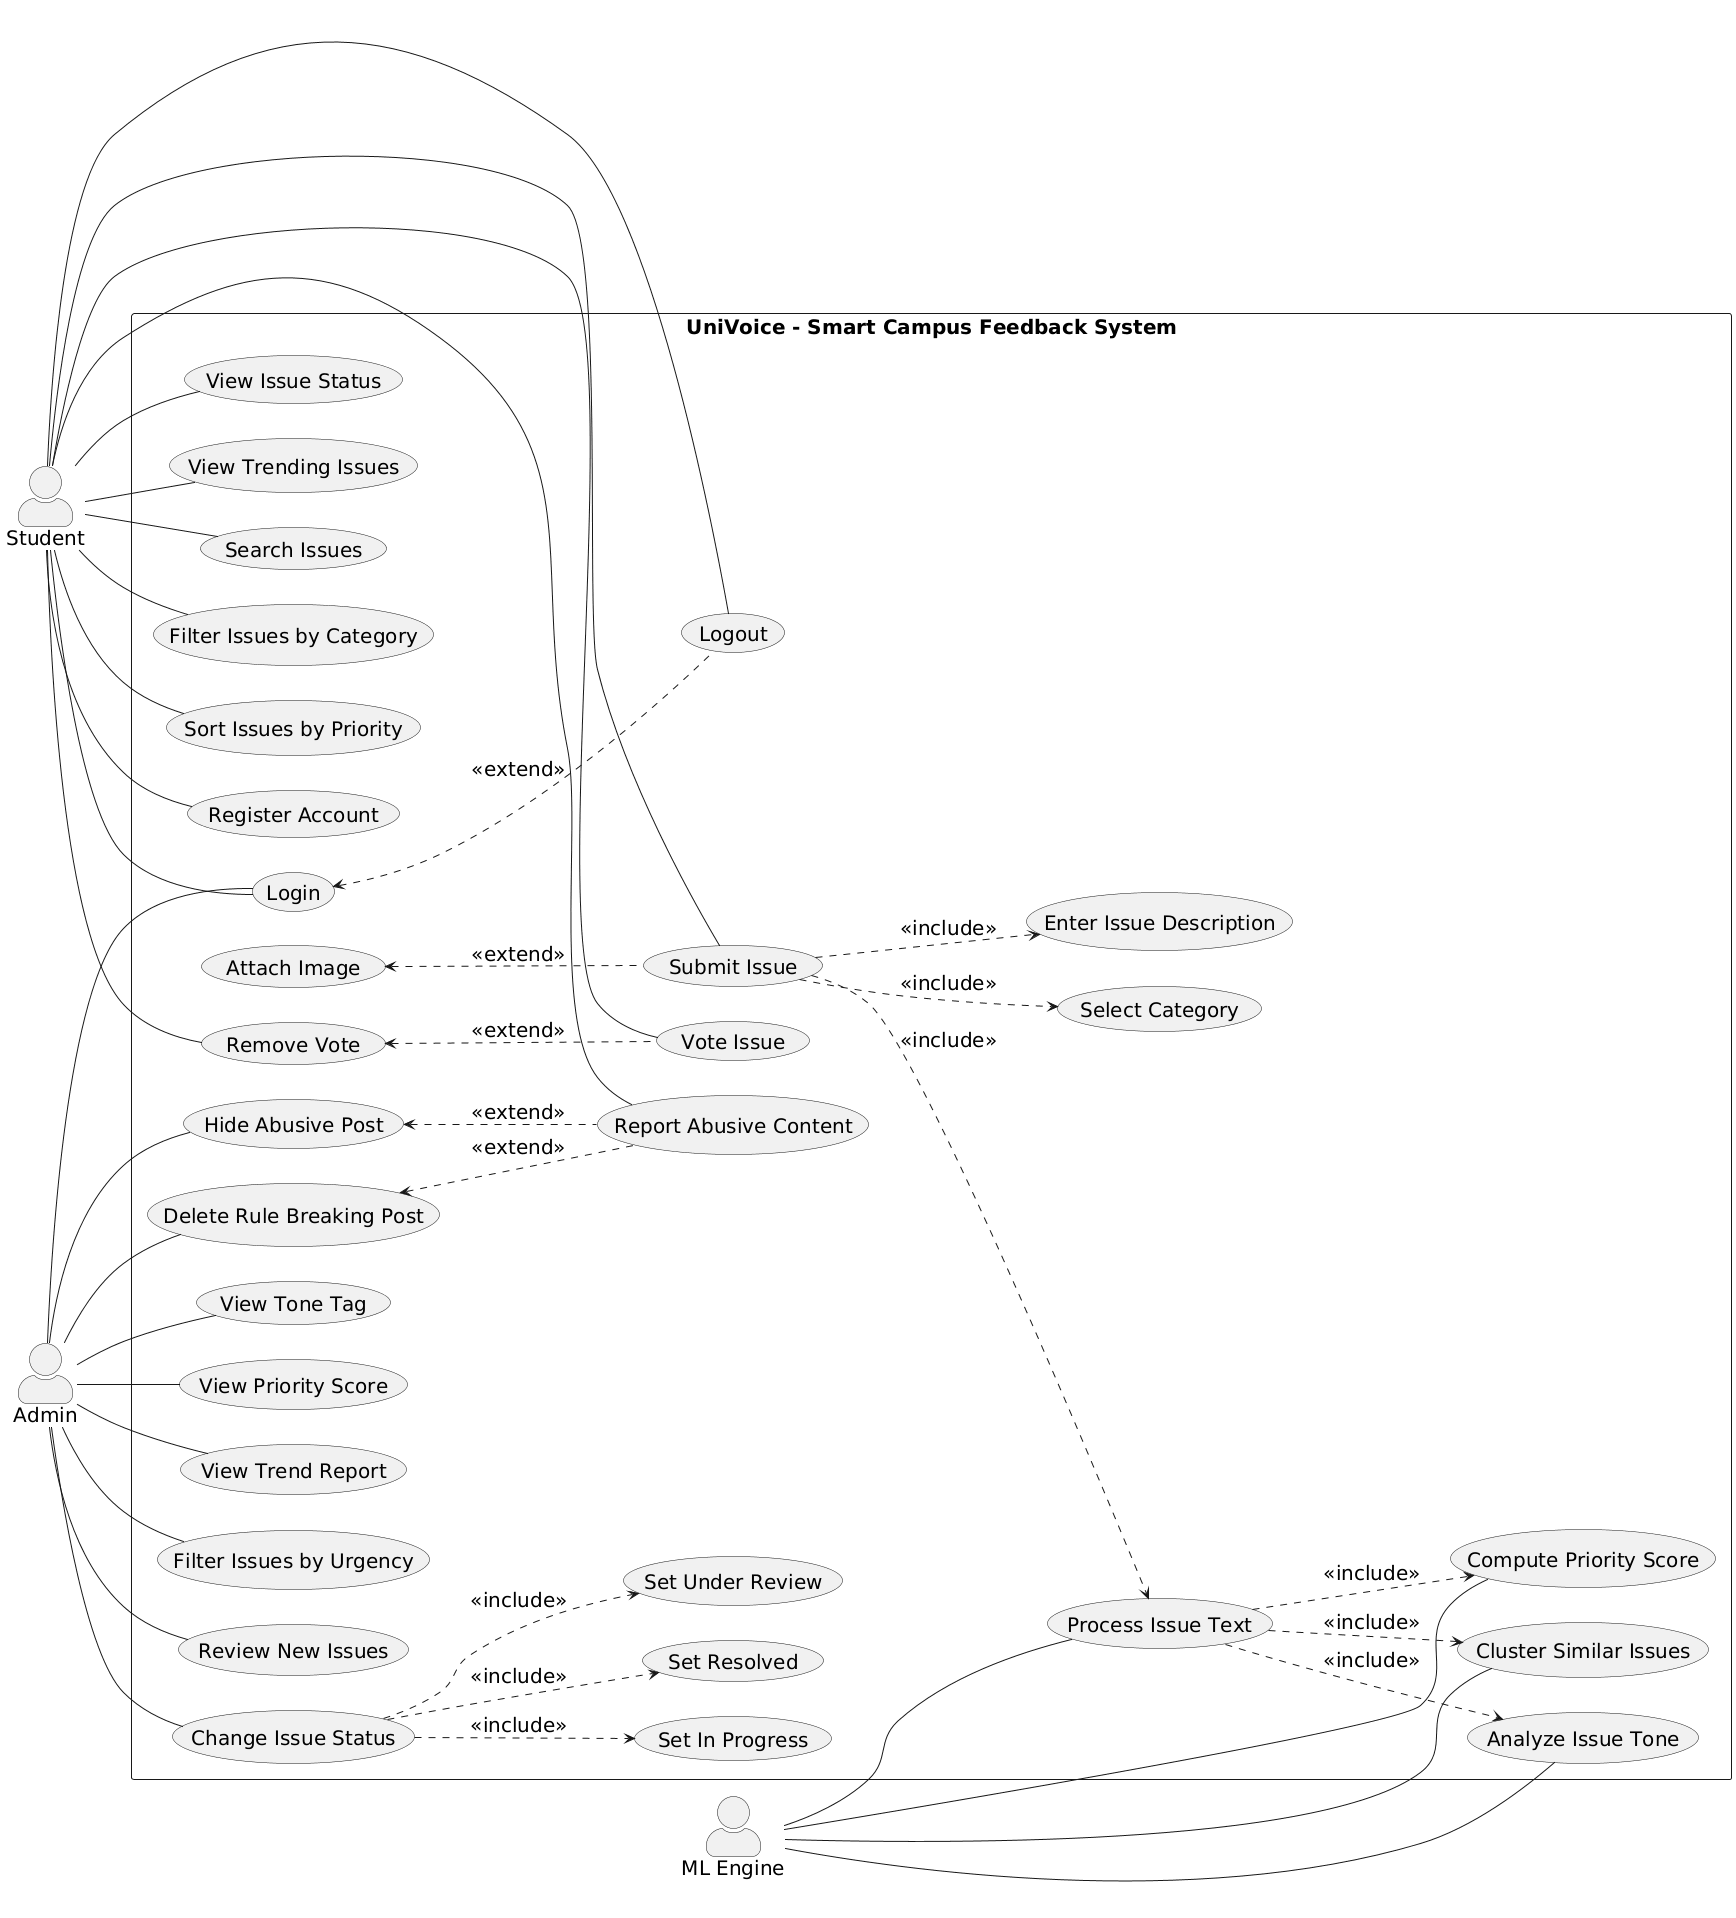 UniVoice - Smart Campus Feedback System
View Issue Status
View Trending Issues
Student
Search Issues
Filter Issues by Category
Logout
Sort Issues by Priority
«extend»
Register Account
Login
Enter Issue Description
«include»
Attach Image
«extend»
Submit Issue
«include»
Select Category
Remove Vote
«extend»
Vote Issue
«include»
Hide Abusive Post
«extend»
Report Abusive Content
«extend»
Delete Rule Breaking Post
View Tone Tag
View Priority Score
Admin
View Trend Report
Filter Issues by Urgency
Compute Priority Score
«include»
Set Under Review
«include»
Process Issue Text
«include»
Review New Issues
Cluster Similar Issues
«include»
Set Resolved
«include»
Change Issue Status
«include»
Set In Progress
Analyze Issue Tone
ML Engine